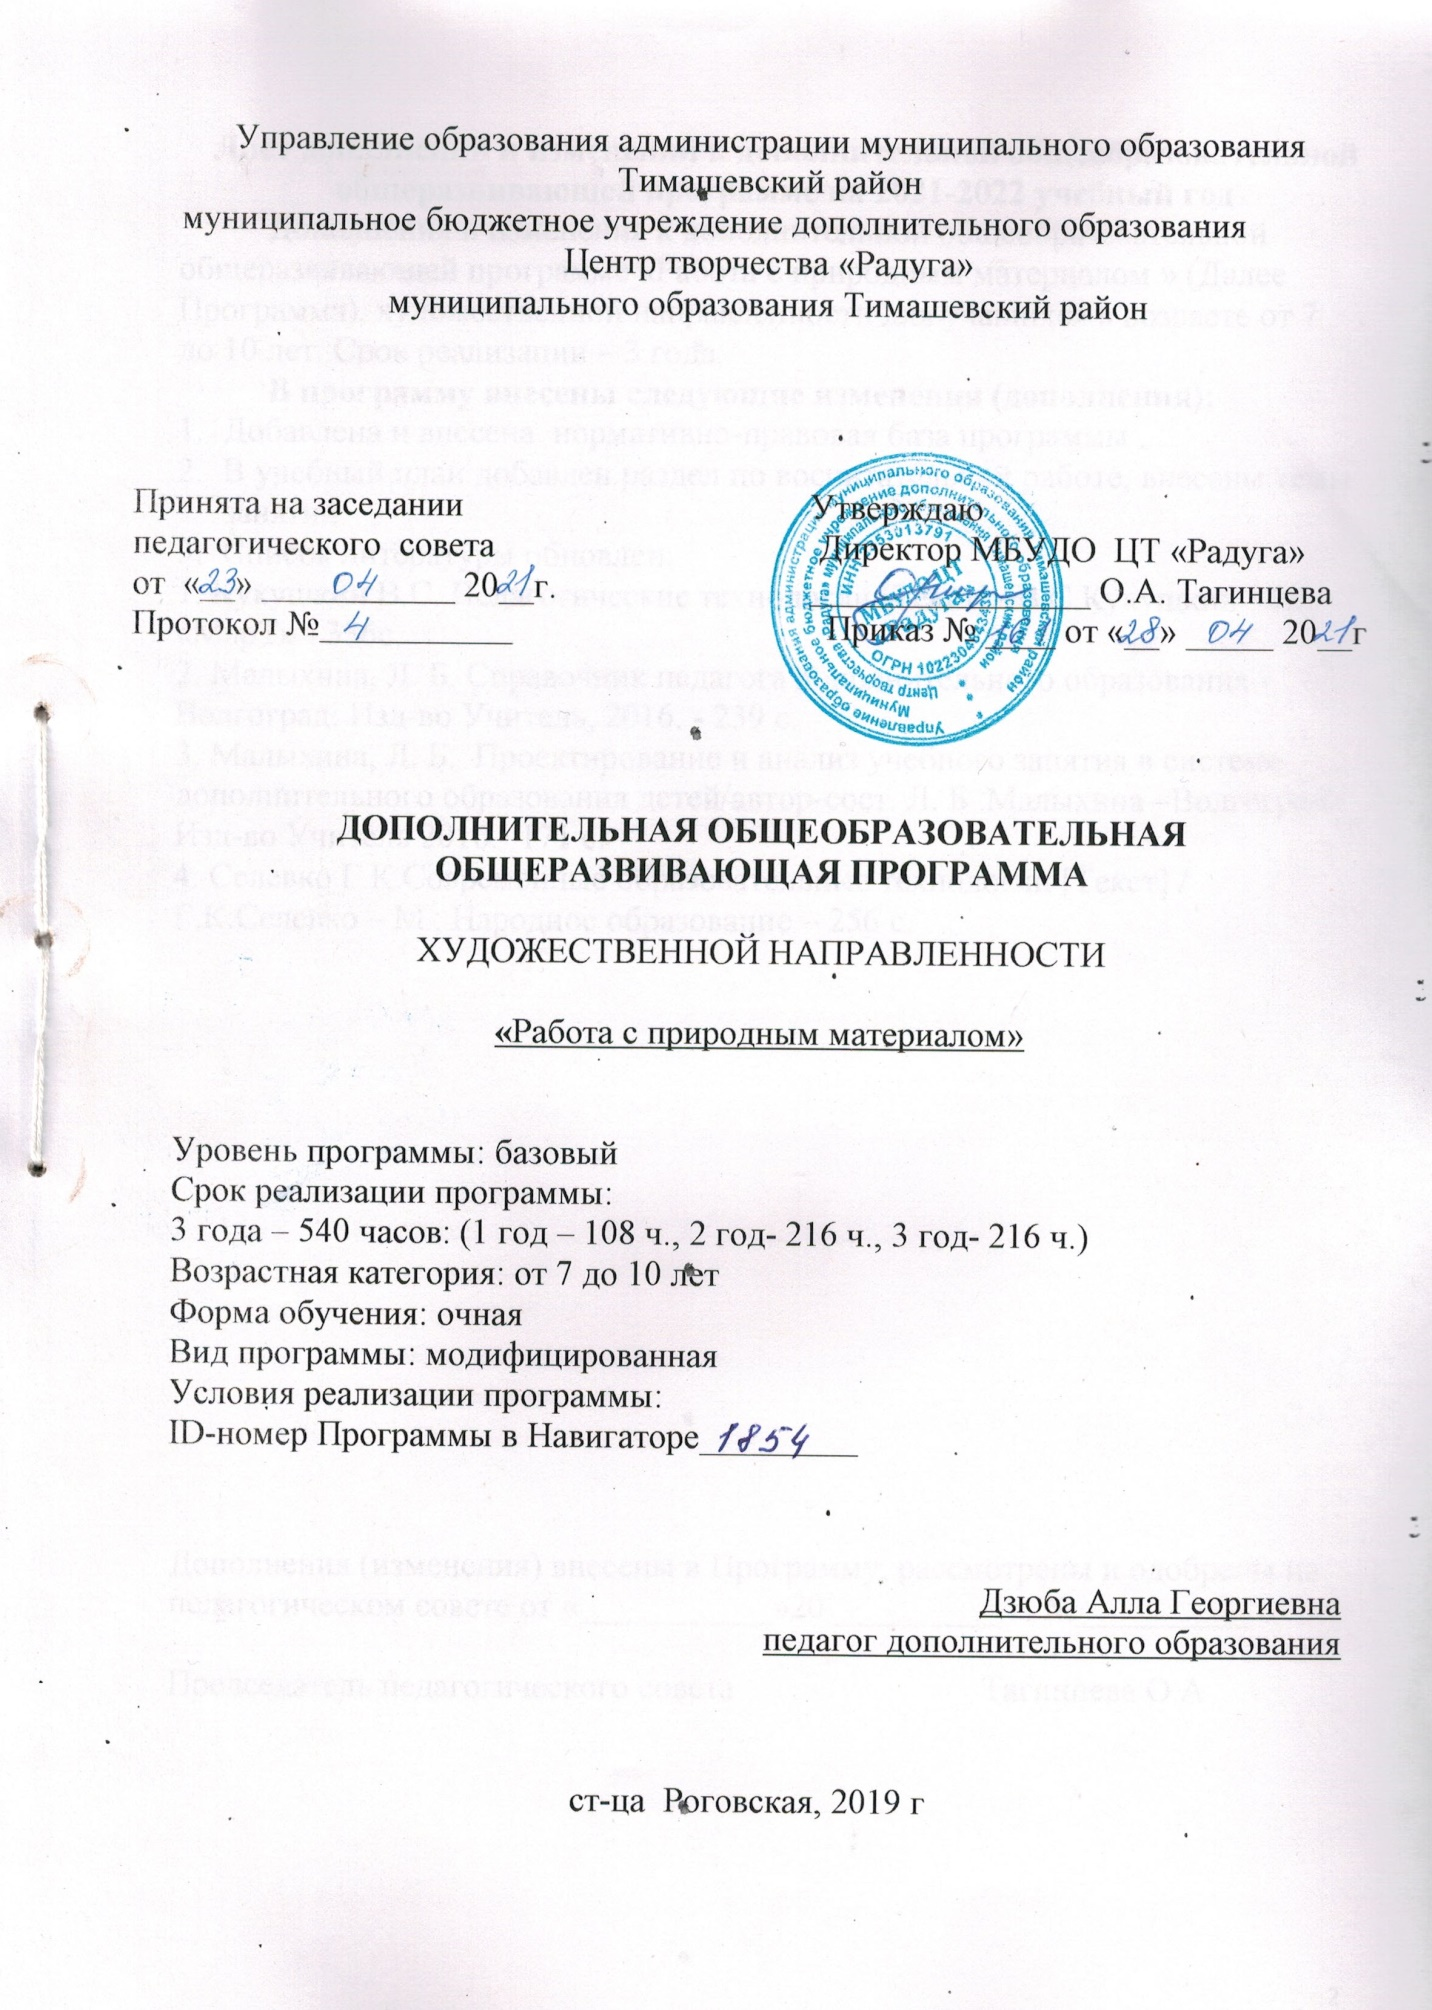 Управление образования администрации муниципального образования
Тимашевский район
муниципальное бюджетное учреждение дополнительного образования
Центр творчества «Радуга»
муниципального образования Тимашевский район
Принята на заседании
педагогического совета
от «23» 04 2021 г.
Протокол № 4
Утверждаю
Директор МБУДО ЦТ «Радуга»
О.А. Тагинцева
Приказ № от «28» 04 2021 г
МБУДО ЦТ
«Радуга»
ДОПОЛНИТЕЛЬНАЯ ОБЩЕОБРАЗОВАТЕЛЬНАЯ
ОБЩЕРАЗВИВАЮЩАЯ ПРОГРАММА
ХУДОЖЕСТВЕННОЙ НАПРАВЛЕННОСТИ
«Работа с природным материалом»
Уровень программы: базовый
Срок реализации программы:
3 года – 540 часов: (1 год – 108 ч., 2 год- 216 ч., 3 год- 216 ч.)
Возрастная категория: от 7 до 10 лет
Форма обучения: очная
Вид программы: модифицированная
Условия реализации программы:
ID-номер Программы в Навигаторе 1854
Дзюба Алла Георгиевна
педагог дополнительного образования
ст-ца Роговская, 2019 г